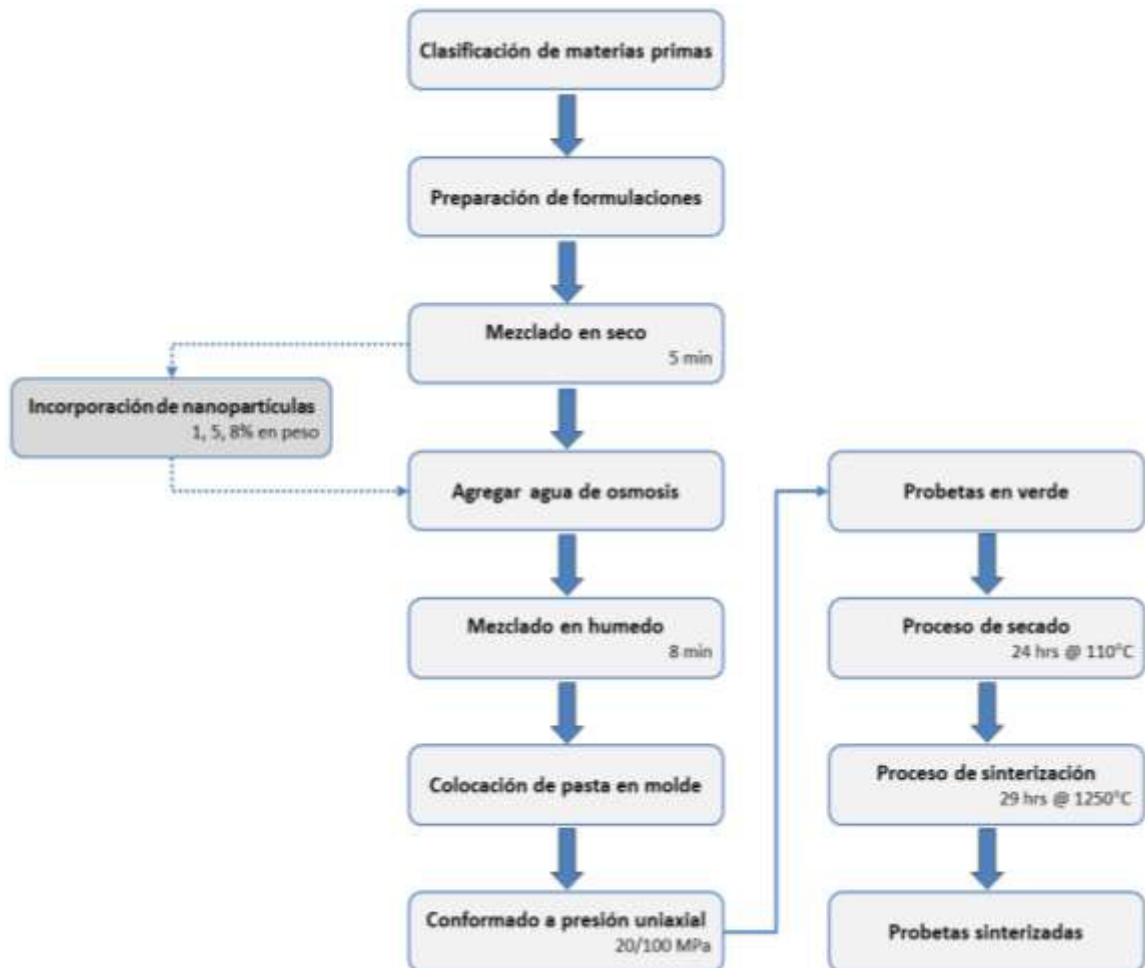 Clasificación de materias primas
Preparación de formulaciones
Mezclado en seco
5 min
Incorporación de nanopartículas
1, 5, 8% en peso
Agregar agua de osmosis
Mezclado en humedo
8 min
Colocación de pasta en molde
Conformado a presión uniaxial
20/100 MPa
Probetas en verde
Proceso de secado
24 hrs @ 110°C
Proceso de sinterización
29 hrs @ 1250°C
Probetas sinterizadas